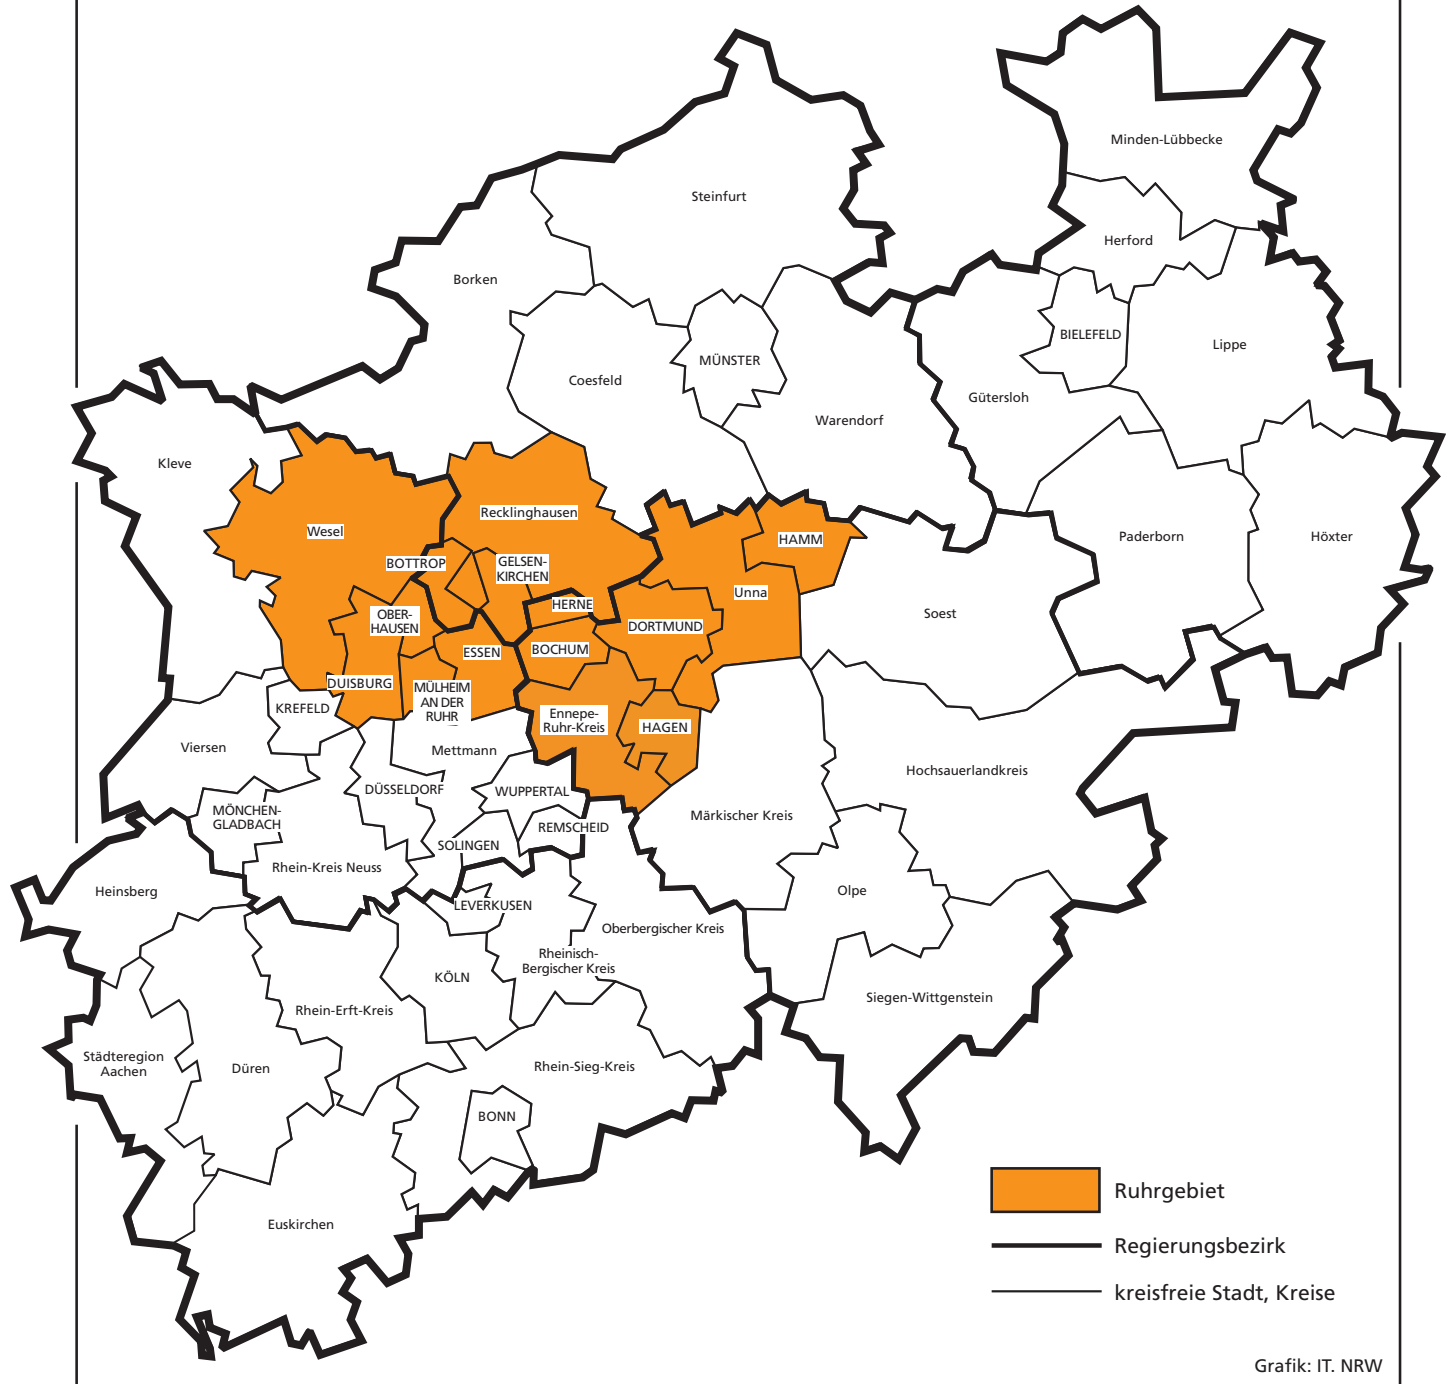 Minden-Lübbecke
Steinfurt
Herford
Borken
BIELEFELD
Lippe
MÜNSTER
Coesfeld
Gütersloh
Warendorf
Kleve
Recklinghausen
Wesel
HAMM
Paderborn
Höxter
BOTTROP
GELSEN-
KIRCHEN
Unna
HERNE
Soest
OBER-
HAUSEN
DORTMUND
ESSEN
BOCHUM
DUISBURG
MÜLHEIM
AN DER
RUHR
KREFELD
Ennepe-
Ruhr-Kreis
HAGEN
Viersen
Mettmann
Hochsauerlandkreis
DÜSSELDORF
WUPPERTAL
MÖNCHEN-
GLADBACH
Märkischer Kreis
REMSCHEID
SOLINGEN
Rhein-Kreis Neuss
Heinsberg
Olpe
LEVERKUSEN
Oberbergischer Kreis
Rheinisch-
Bergischer Kreis
KÖLN
Siegen-Wittgenstein
Rhein-Erft-Kreis
Städteregion
Aachen
Düren
Rhein-Sieg-Kreis
BONN
Euskirchen
Ruhrgebiet
Regierungsbezirk
kreisfreie Stadt, Kreise
Grafik: IT. NRW